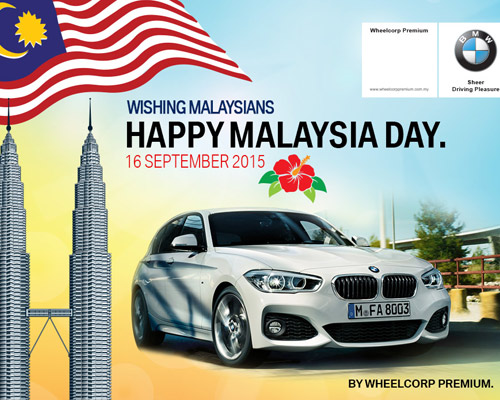 Wheelcorp Premium
www.wheelcorppremium.com.my
BMW
Sheer
Driving Pleasure
WISHING MALAYSIANS
HAPPY MALAYSIA DAY.
16 SEPTEMBER 2015
M FA 8003
BY WHEELCORP PREMIUM.